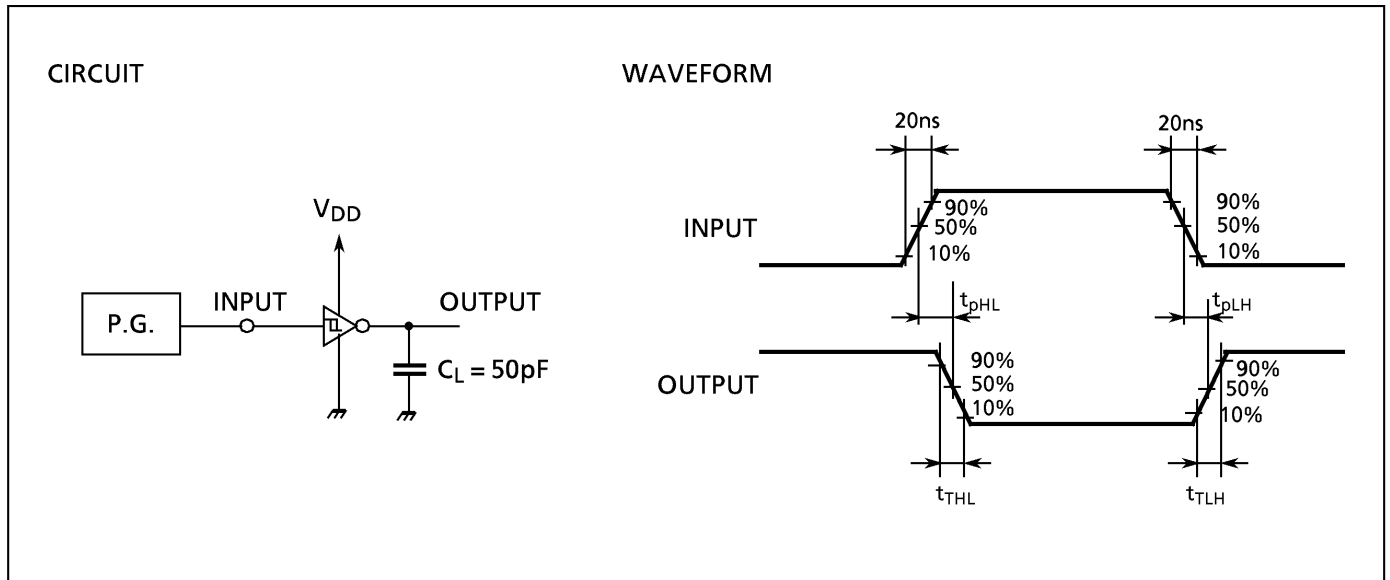 CIRCUIT
WAVEFORM
20ns
20ns
V_DD
INPUT
90%
50%
10%
90%
50%
10%
P.G.
INPUT
OUTPUT
C_L = 50pF
t_pHL
t_pLH
OUTPUT
90%
50%
10%
90%
50%
10%
t_THL
t_TLH